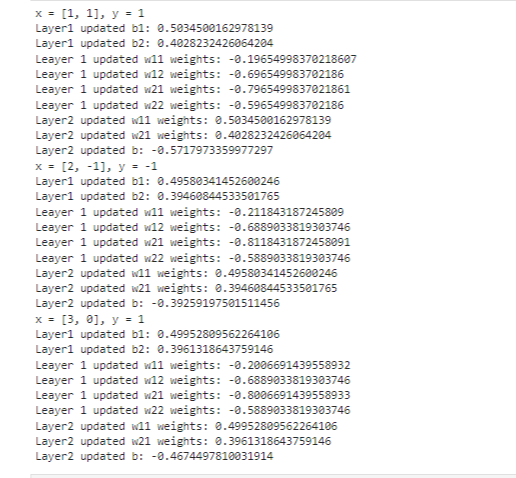 x = [1, 1], y = 1
Layer1 updated b1: 0.5034500162978139
Layer1 updated b2: 0.4028232426064204
Leayer 1 updated w11 weights: -0.19654998370218607
Leayer 1 updated w12 weights: -0.696549983702186
Leayer 1 updated w21 weights: -0.7965499837021861
Leayer 1 updated w22 weights: -0.596549983702186
Layer2 updated w11 weights: 0.5034500162978139
Layer2 updated w21 weights: 0.4028232426064204
Layer2 updated b: -0.5717973359977297
x = [2, -1], y = -1
Layer1 updated b1: 0.49580341452600246
Layer1 updated b2: 0.39460844533501765
Leayer 1 updated w11 weights: -0.211843187245809
Leayer 1 updated w12 weights: -0.6889033819303746
Leayer 1 updated w21 weights: -0.8118431872458091
Leayer 1 updated w22 weights: -0.5889033819303746
Layer2 updated w11 weights: 0.49580341452600246
Layer2 updated w21 weights: 0.39460844533501765
Layer2 updated b: -0.39259197501511456
x = [3, 0], y = 1
Layer1 updated b1: 0.49952809562264106
Layer1 updated b2: 0.3961318643759146
Leayer 1 updated w11 weights: -0.2006691439558932
Leayer 1 updated w12 weights: -0.6889033819303746
Leayer 1 updated w21 weights: -0.8006691439558933
Leayer 1 updated w22 weights: -0.5889033819303746
Layer2 updated w11 weights: 0.49952809562264106
Layer2 updated w21 weights: 0.3961318643759146
Layer2 updated b: -0.4674497810031914